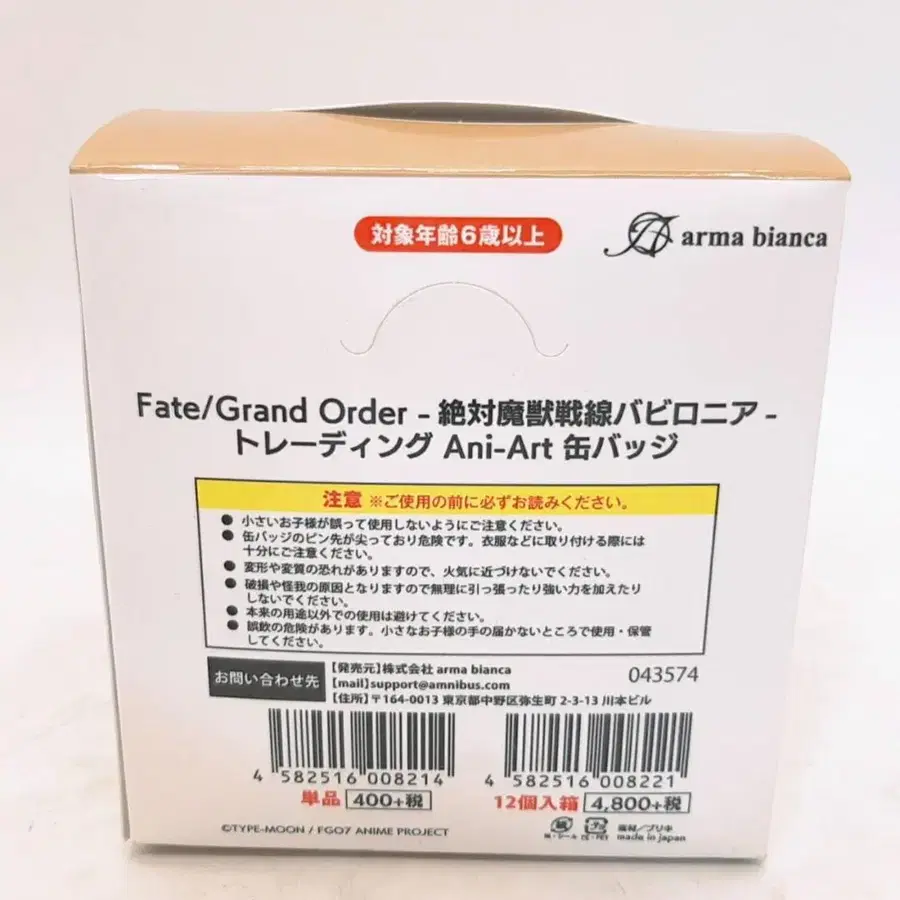 対象年齢6歳以上
arma bianca
Fate/Grand Order - 絶対魔獣戦線バビロニア -
トレーディング Ani-Art 缶バッジ
注意 ※ご使用の前に必ずお読みください。
● 小さいお子様が誤って使用しないようにご注意ください。
● 缶バッジのピン先が尖っており危険です。衣服などに取り付ける際には
十分にご注意ください。
● 変形や変質の恐れがありますので、火気に近づけないでください。
● 破損や怪我の原因となりますので無理に引っ張ったり強い力を加えたり
しないでください。
● 本来の用途以外での使用は避けてください。
● 誤飲の危険があります。小さなお子様の手の届かないところで使用・保管
してください。
お問い合わせ先
【発売元】株式会社 arma bianca
【mail】support@amnibus.com
【住所】〒164-0013 東京都中野区弥生町 2-3-13 川本ビル
043574
4 582516 008214
4 582516 008221
単品 400+税
12個入箱 4,800+税
©TYPE-MOON / FGO7 ANIME PROJECT
紙
プラ
素材/ブリキ
made in japan